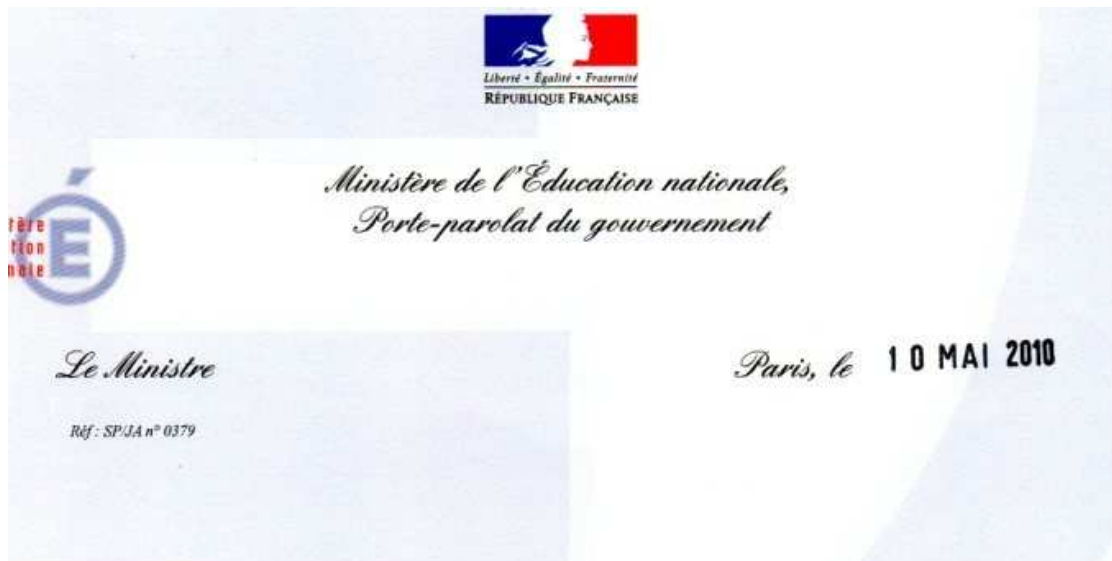 Liberté • Égalité • Fraternité
RÉPUBLIQUE FRANÇAISE
Ministère de l'Éducation nationale,
Porte-parolat du gouvernement
É
Le Ministre
Paris, le 10 MAI 2010
Réf : SP/JA n° 0379